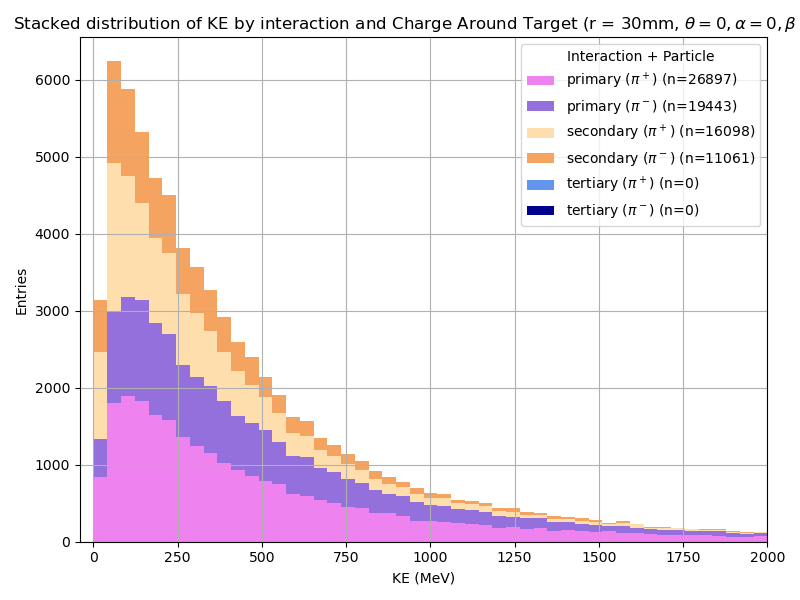 Stacked distribution of KE by interaction and Charge Around Target (r = 30mm, θ = 0, α = 0, β
Interaction + Particle
primary (π⁺) (n=26897)
primary (π⁻) (n=19443)
secondary (π⁺) (n=16098)
secondary (π⁻) (n=11061)
tertiary (π⁺) (n=0)
tertiary (π⁻) (n=0)
Entries
6000
5000
4000
3000
2000
1000
0
0 250 500 750 1000 1250 1500 1750 2000
KE (MeV)